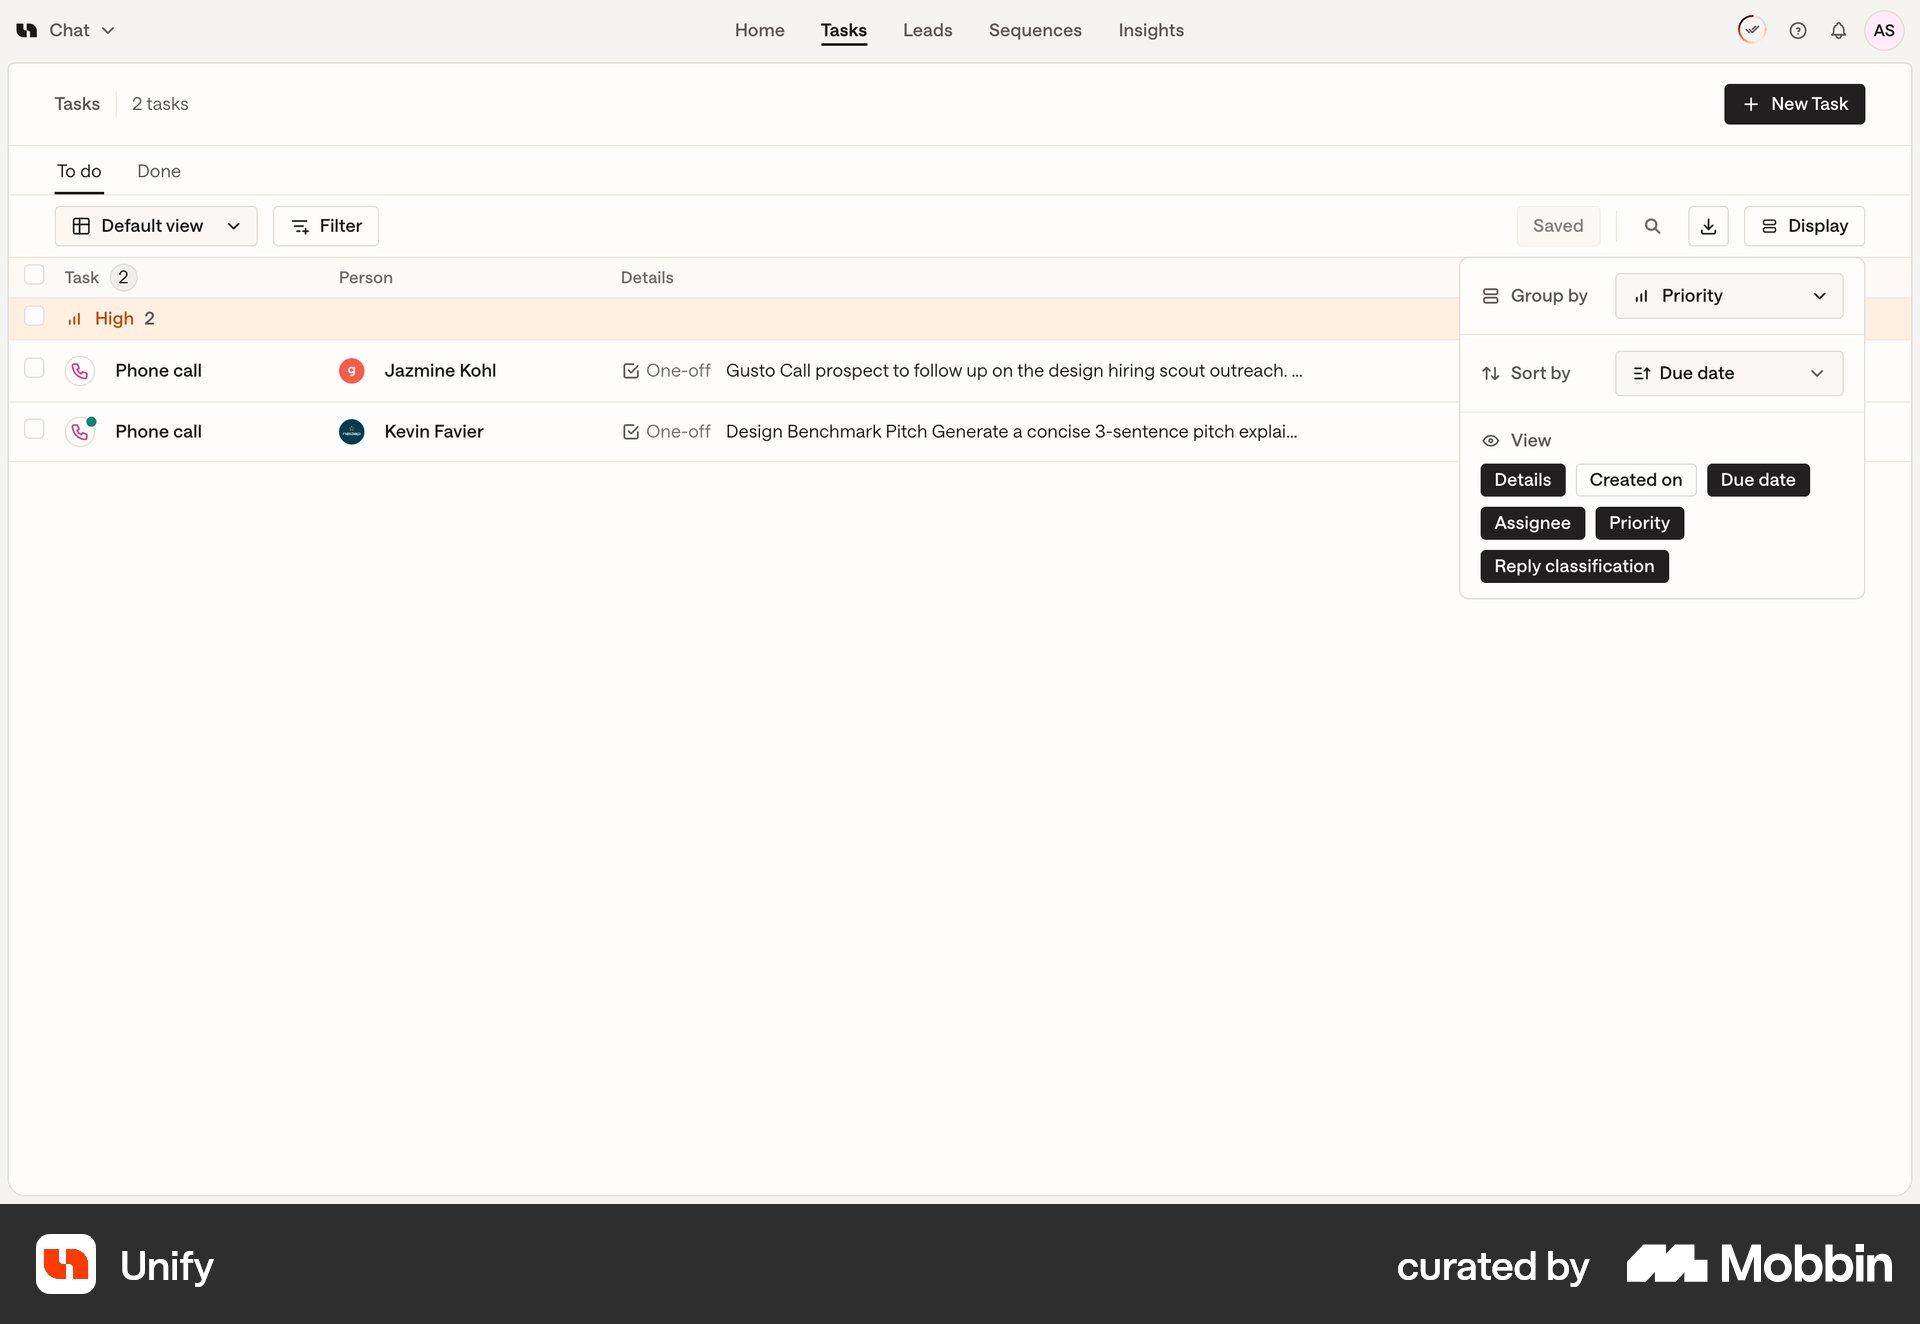 Chat Home Tasks Leads Sequences Insights AS
Tasks 2 tasks + New Task
To do Done
Default view Filter Saved Display
Task 2 Person Details
Group by Priority
High 2
Phone call g Jazmine Kohl One-off Gusto Call prospect to follow up on the design hiring scout outreach. ...
Sort by Due date
Phone call Kevin Favier One-off Design Benchmark Pitch Generate a concise 3-sentence pitch explai...
View
Details Created on Due date
Assignee Priority
Reply classification
Unify curated by Mobbin